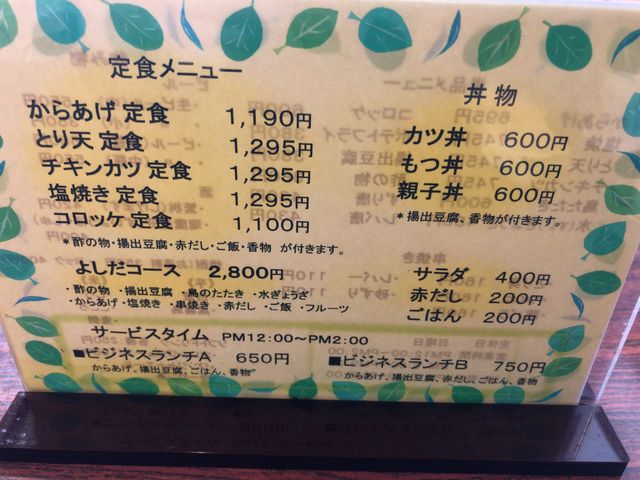 定食メニュー
からあげ 定食 1,190円
とり天 定食 1,295円
チキンカツ 定食 1,295円
塩焼き 定食 1,295円
コロッケ 定食 1,100円
*酢の物・揚出豆腐・赤だし・ご飯・香物 が付きます。
よしだコース 2,800円
・酢の物 ・揚出豆腐 ・鳥のたたき ・水ぎょうざ
・からあげ ・塩焼き ・串焼き ・赤だし ・ご飯 ・フルーツ
丼物
カツ丼 600円
もつ丼 600円
親子丼 600円
*揚出豆腐、香物が付きます。
サラダ 400円
赤だし 200円
ごはん 200円
サービスタイム PM12:00~PM2:00
■ビジネスランチA 650円
からあげ、揚出豆腐、ごはん、香物
■ビジネスランチB 750円
からあげ、揚出豆腐、赤だし、ごはん、香物